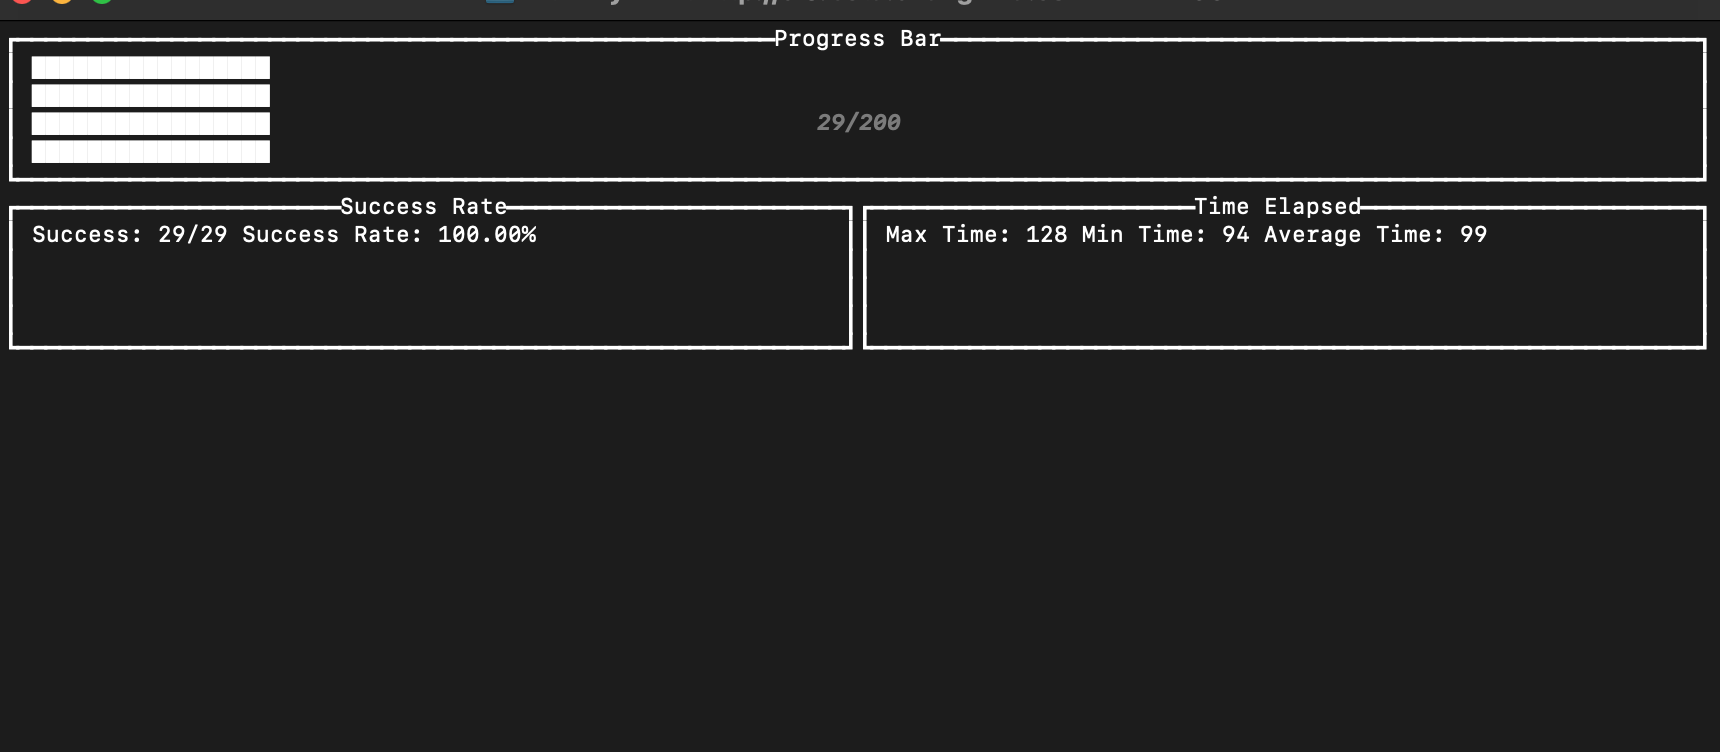 Progress Bar
29/200
Success Rate
Success: 29/29 Success Rate: 100.00%
Time Elapsed
Max Time: 128 Min Time: 94 Average Time: 99